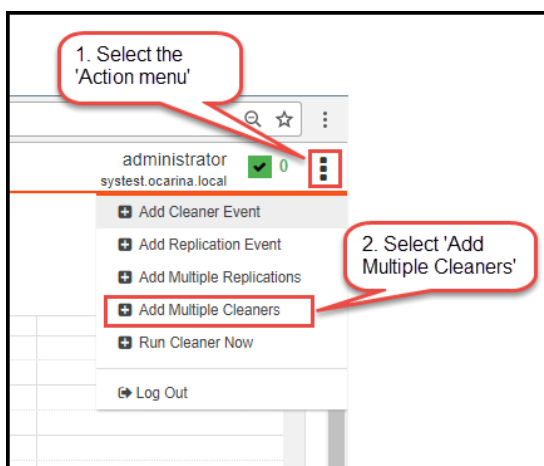 1. Select the
'Action menu'
administrator
0
systest.ocarina.local
Add Cleaner Event
Add Replication Event
Add Multiple Replications
Add Multiple Cleaners
Run Cleaner Now
Log Out
2. Select 'Add
Multiple Cleaners'